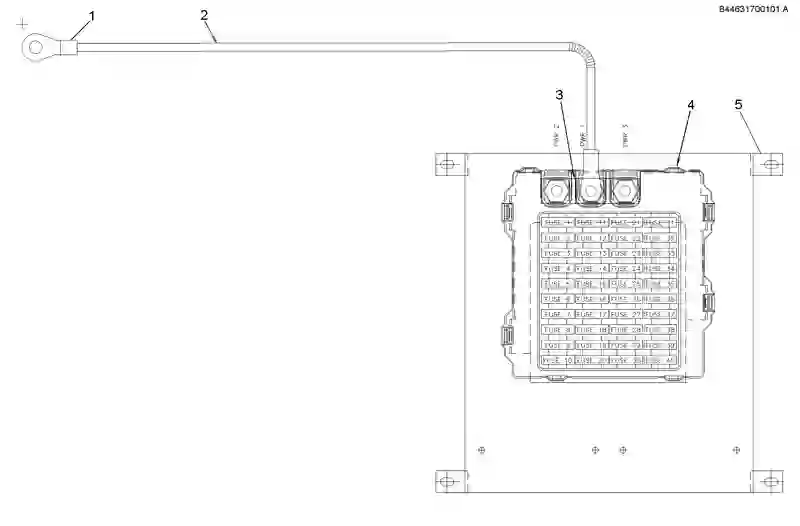 B44631700101.A
1
2
3
4
5
PWR 2
PWR 1
PWR 3
FUSE 1 FUSE 11 FUSE 21 FUSE 31
FUSE 2 FUSE 12 FUSE 22 FUSE 32
FUSE 3 FUSE 13 FUSE 23 FUSE 33
FUSE 4 FUSE 14 FUSE 24 FUSE 34
FUSE 5 FUSE 15 FUSE 25 FUSE 35
FUSE 6 FUSE 16 FUSE 26 FUSE 36
FUSE 7 FUSE 17 FUSE 27 FUSE 37
FUSE 8 FUSE 18 FUSE 28 FUSE 38
FUSE 9 FUSE 19 FUSE 29 FUSE 39
FUSE 10 FUSE 20 FUSE 30 FUSE 40